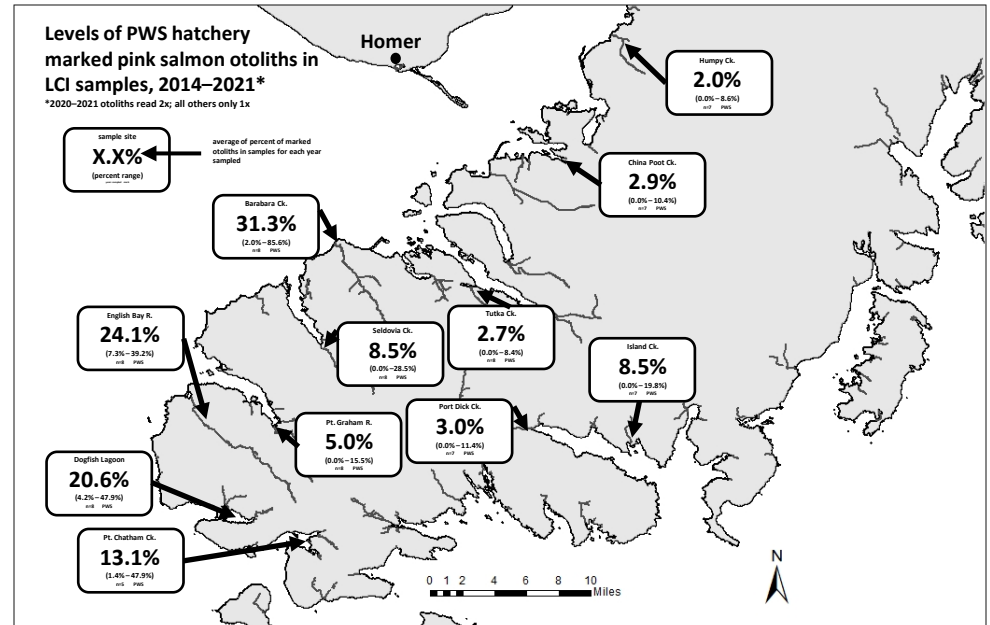 Levels of PWS hatchery
marked pink salmon otoliths in
LCI samples, 2014–2021*
*2020–2021 otoliths read 2x; all others only 1x
Homer
sample site
X.X%
(percent range)
average of percent of marked
otoliths in samples for each year
sampled
Humpy Ck.
2.0%
(0.0%–8.6%)
n=7 PWS
China Poot Ck.
2.9%
(0.0%–10.4%)
n=7 PWS
Barabara Ck.
31.3%
(2.0%–85.6%)
n=8 PWS
English Bay R.
24.1%
(7.3%–39.2%)
n=8 PWS
Seldovia Ck.
8.5%
(0.0%–28.5%)
n=8 PWS
Tutka Ck.
2.7%
(0.0%–8.4%)
n=8 PWS
Island Ck.
8.5%
(0.0%–19.8%)
n=7 PWS
Pt. Graham R.
5.0%
(0.0%–15.5%)
n=8 PWS
Port Dick Ck.
3.0%
(0.0%–11.4%)
n=7 PWS
Dogfish Lagoon
20.6%
(4.2%–47.9%)
n=8 PWS
Pt. Chatham Ck.
13.1%
(1.4%–47.9%)
n=5 PWS
N
0 1 2 4 6 8 10
Miles